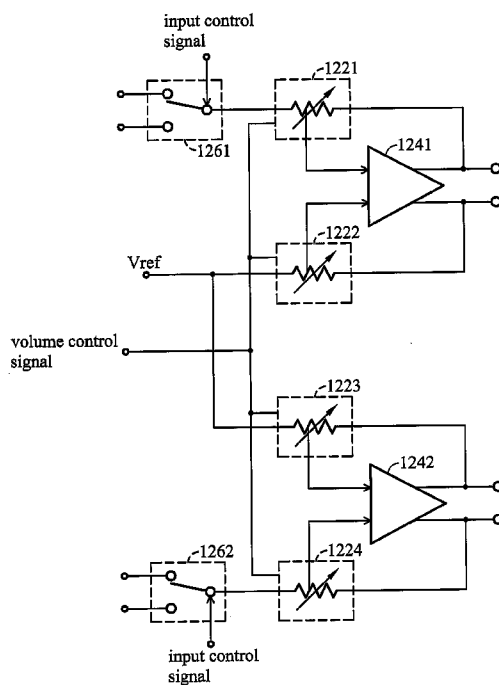 input control
signal
1221
1261
1241
1222
Vref
volume control
signal
1223
1242
1262
1224
input control
signal